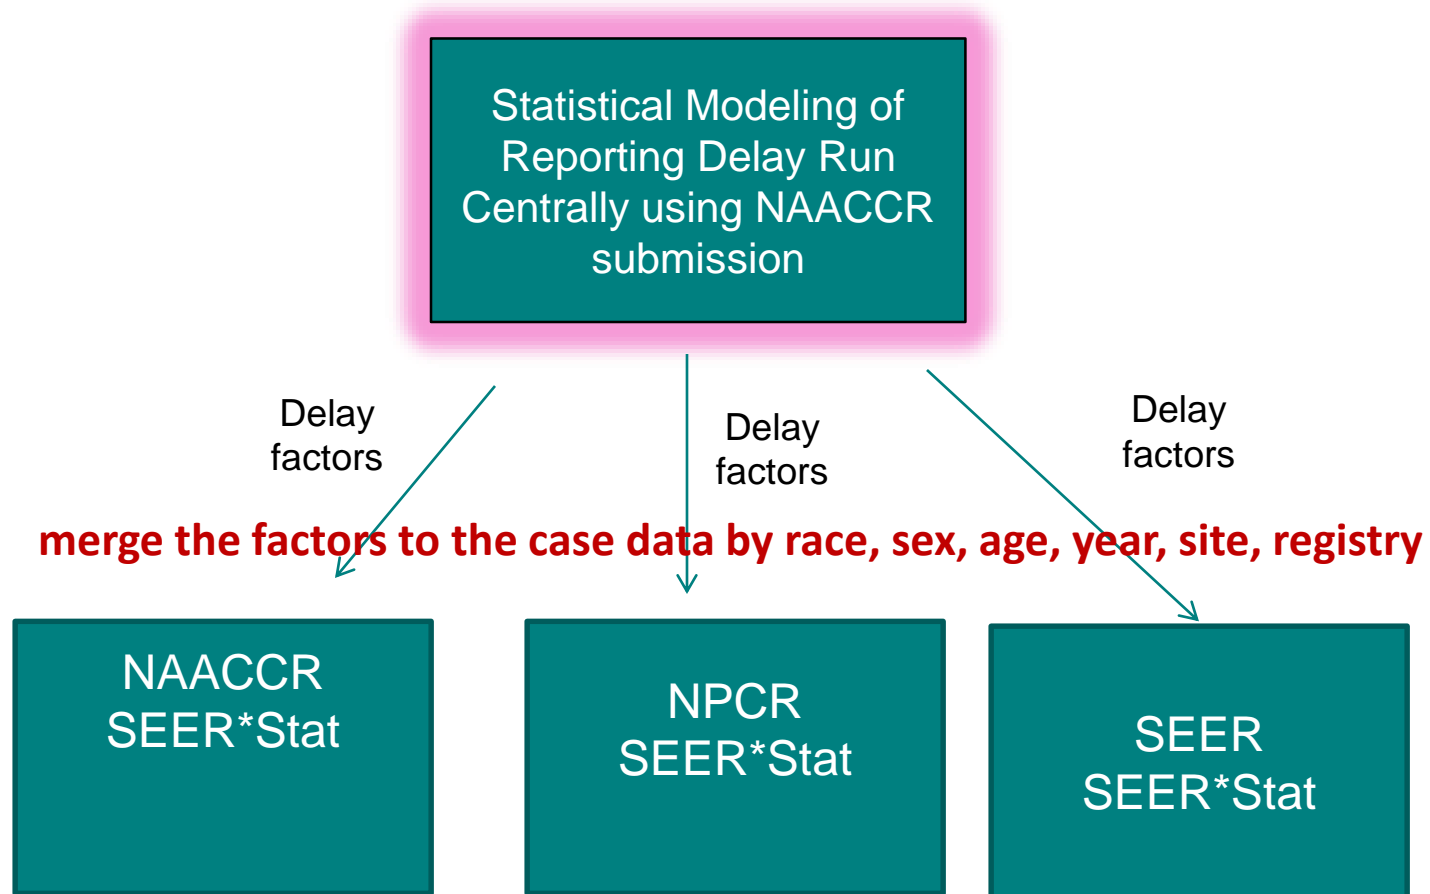 Statistical Modeling of
Reporting Delay Run
Centrally using NAACCR
submission
Delay
factors
Delay
factors
Delay
factors
merge the factors to the case data by race, sex, age, year, site, registry
NAACCR
SEER*Stat
NPCR
SEER*Stat
SEER
SEER*Stat